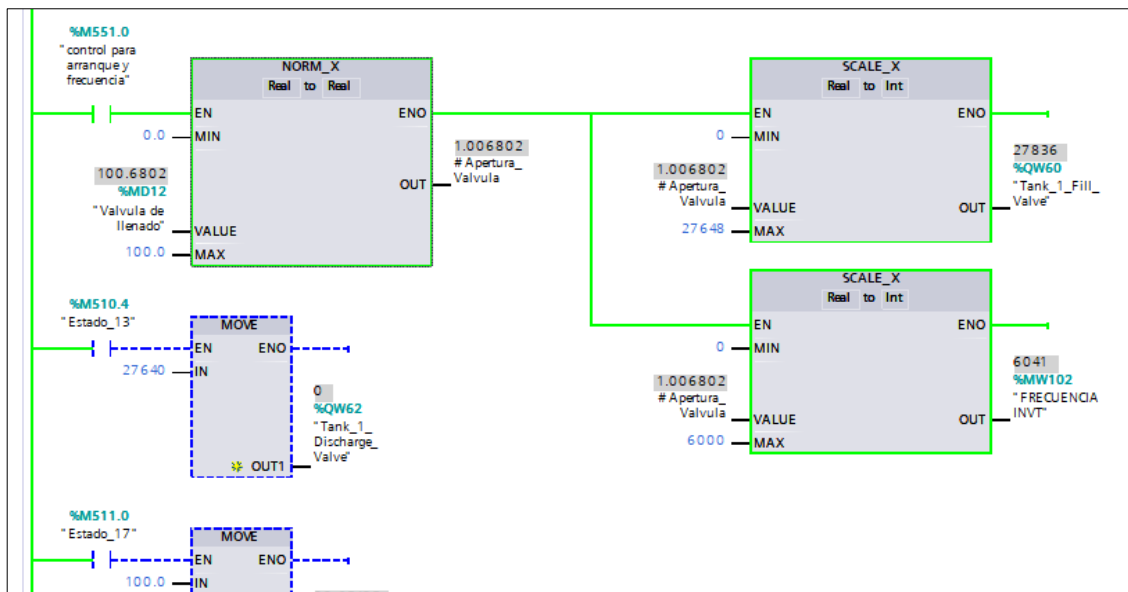 %M551.0
"control para
arranque y
frecuencia"
NORM_X
Real to Real
EN
ENO
0.0
MIN
100.6802
%MD12
"Valvula de
llenado"
VALUE
100.0
MAX
1.006802
# Apertura_
Valvula
OUT
SCALE_X
Real to Int
EN
ENO
0
MIN
1.006802
# Apertura_
Valvula
VALUE
27648
MAX
27836
%QW60
"Tank_1_Fill_
Valve"
OUT
SCALE_X
Real to Int
EN
ENO
0
MIN
1.006802
# Apertura_
Valvula
VALUE
6000
MAX
6041
%MW102
"FRECUENCIA
INVT"
OUT
%M510.4
"Estado_13"
MOVE
EN
ENO
27640
IN
0
%QW62
"Tank_1_
Discharge_
Valve"
OUT1
%M511.0
"Estado_17"
MOVE
EN
ENO
100.0
IN